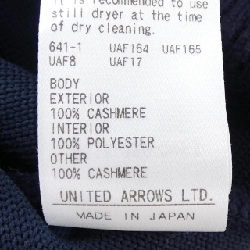 It is recommended to use
still dryer at the time
of dry cleaning.
641-1 UAF164 UAF165
UAF8 UAF17
BODY
EXTERIOR
100% CASHMERE
INTERIOR
100% POLYESTER
OTHER
100% CASHMERE
UNITED ARROWS LTD.
MADE IN JAPAN